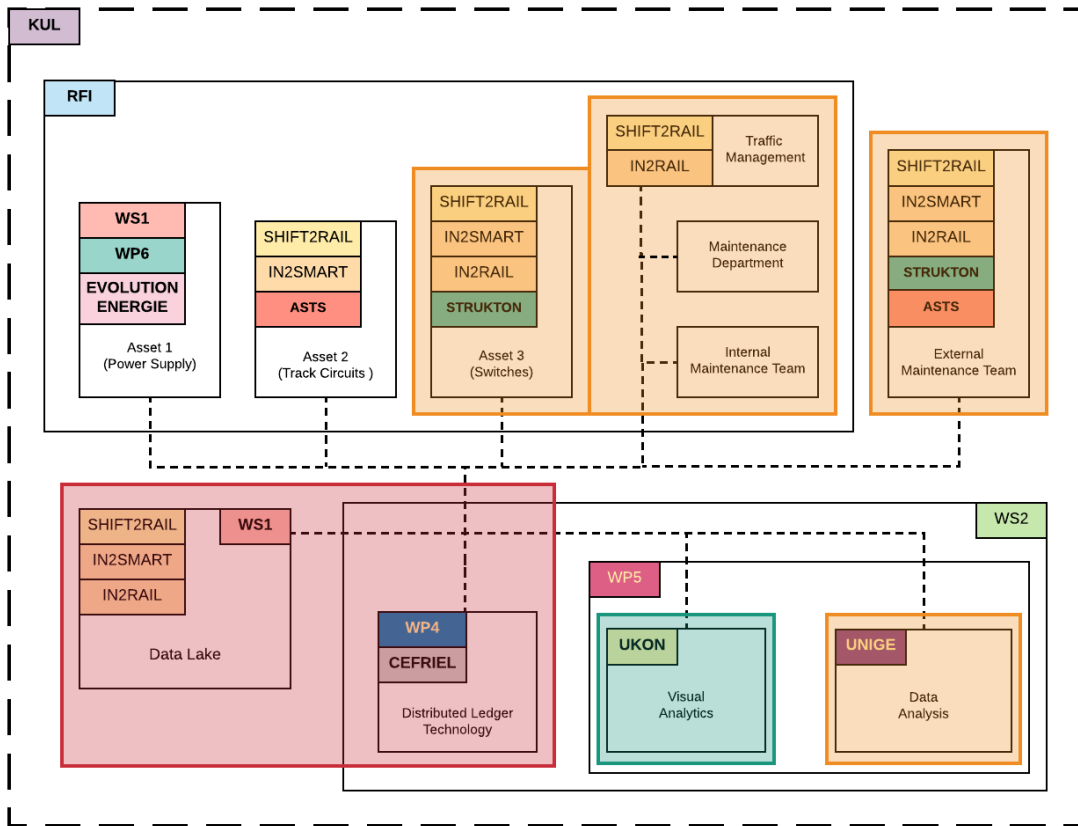 KUL
RFI
WS1
WP6
EVOLUTION
ENERGIE
Asset 1
(Power Supply)
SHIFT2RAIL
IN2SMART
ASTS
Asset 2
(Track Circuits )
SHIFT2RAIL
IN2SMART
IN2RAIL
STRUKTON
Asset 3
(Switches)
SHIFT2RAIL
IN2RAIL
Traffic
Management
Maintenance
Department
Internal
Maintenance Team
SHIFT2RAIL
IN2SMART
IN2RAIL
STRUKTON
ASTS
External
Maintenance Team
SHIFT2RAIL
IN2SMART
IN2RAIL
WS1
Data Lake
WS2
WP4
CEFRIEL
Distributed Ledger
Technology
WP5
UKON
Visual
Analytics
UNIGE
Data
Analysis